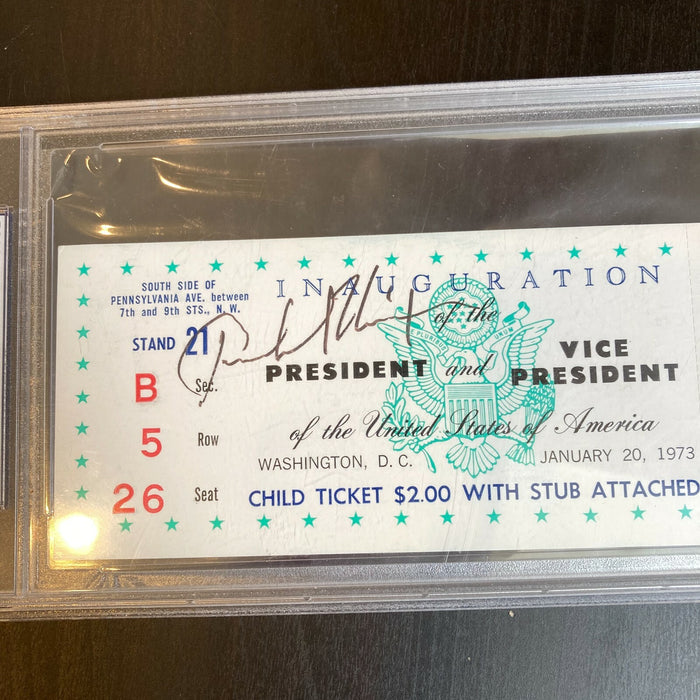 SOUTH SIDE OF
PENNSYLVANIA AVE. between
7th and 9th STS., N.W.
STAND 21
B Sec.
5 Row
26 Seat
INAUGURATION
of the
E PLURIBUS UNUM
PRESIDENT and VICE PRESIDENT
of the United States of America
WASHINGTON, D.C. JANUARY 20, 1973
CHILD TICKET $2.00 WITH STUB ATTACHED